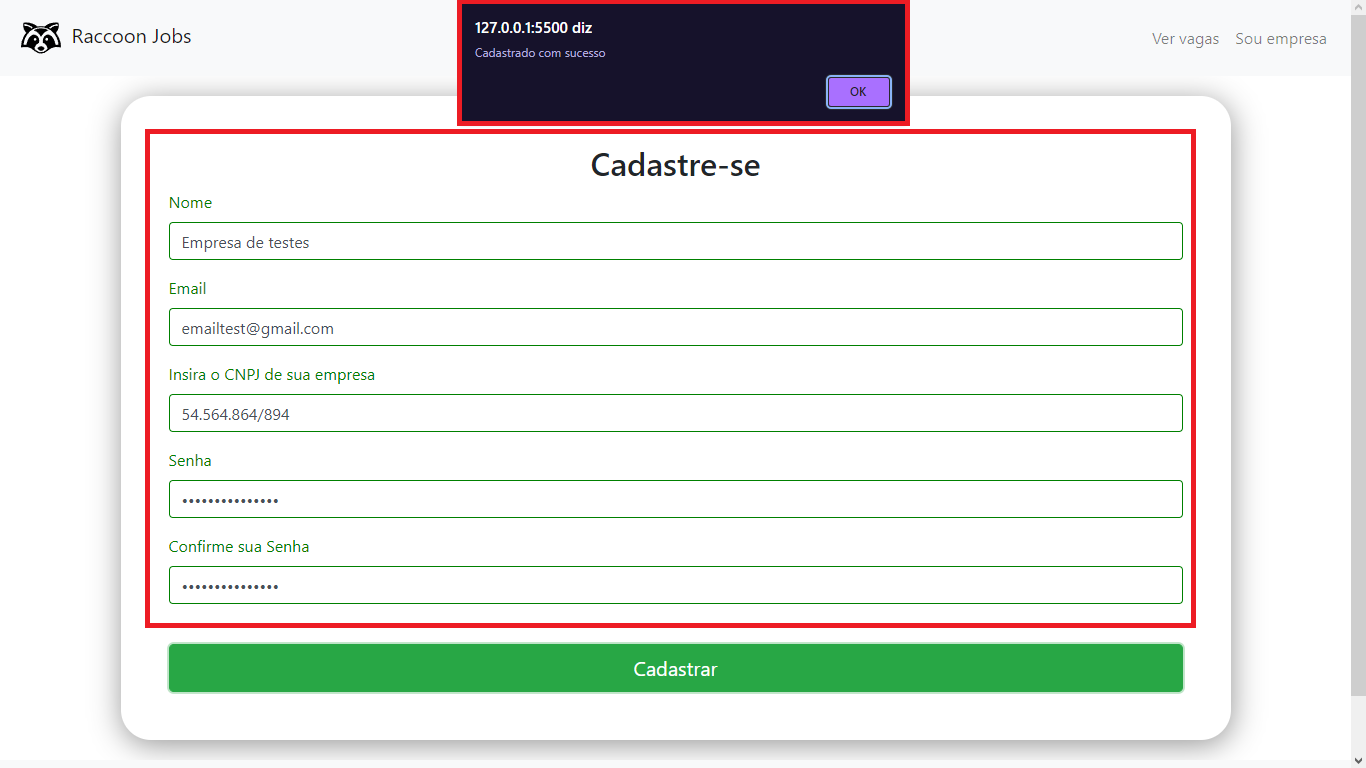 Raccoon Jobs
127.0.0.1:5500 diz
Cadastrado com sucesso
OK
Ver vagas
Sou empresa
Cadastre-se
Nome
Empresa de testes
Email
emailtest@gmail.com
Insira o CNPJ de sua empresa
54.564.864/894
Senha
•••••••••••••••
Confirme sua Senha
•••••••••••••••
Cadastrar